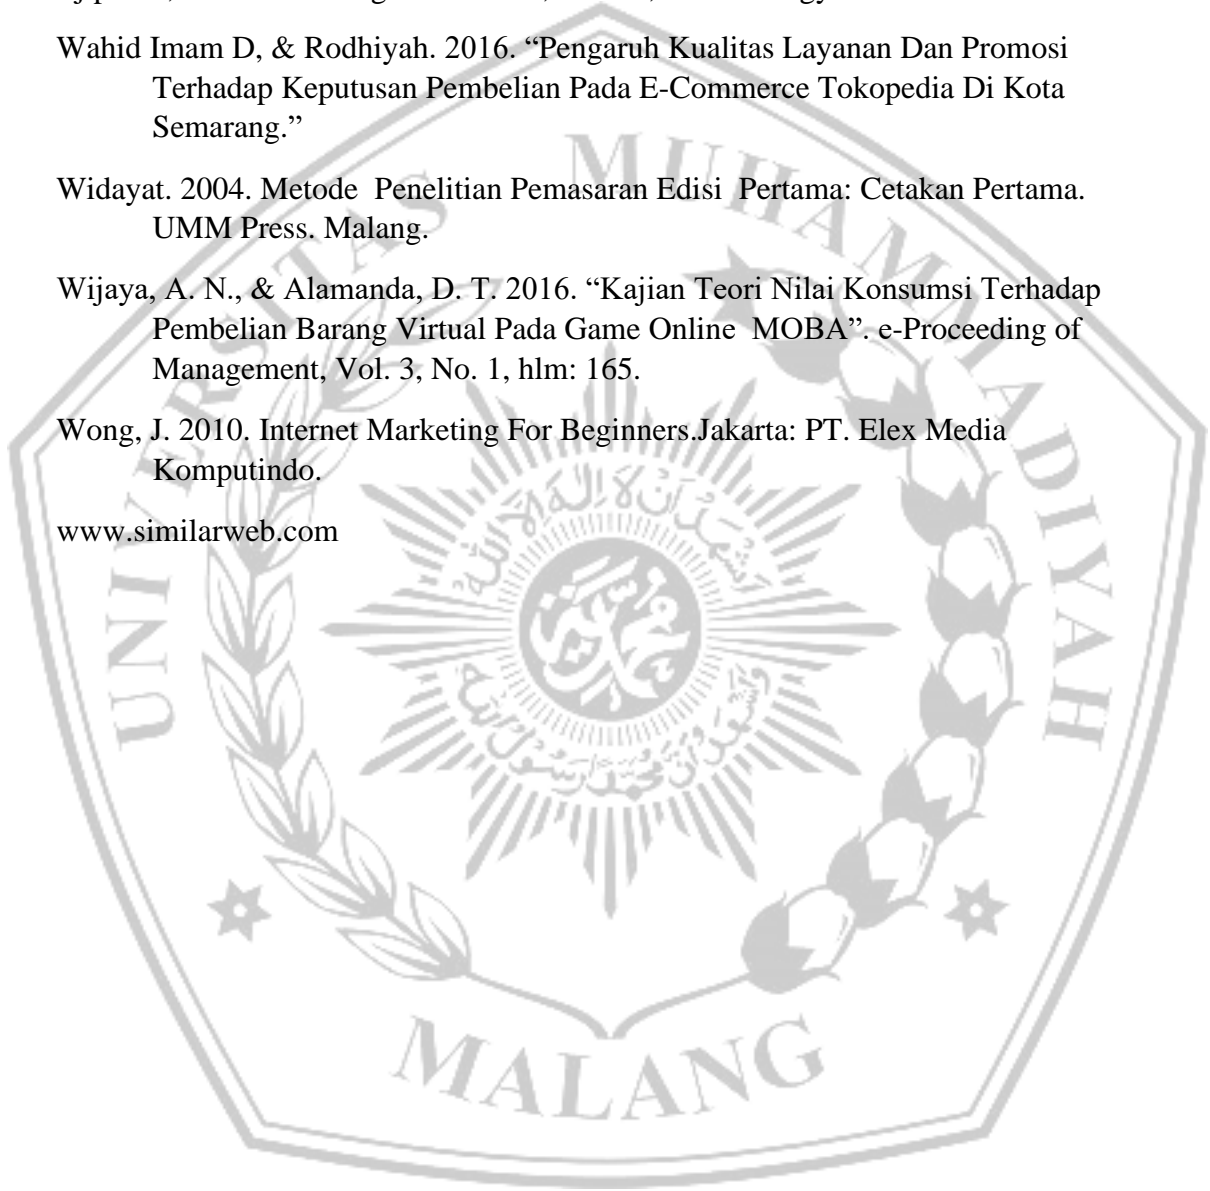 Wahid Imam D, & Rodhiyah. 2016. “Pengaruh Kualitas Layanan Dan Promosi
Terhadap Keputusan Pembelian Pada E-Commerce Tokopedia Di Kota
Semarang.”
Widayat. 2004. Metode Penelitian Pemasaran Edisi Pertama: Cetakan Pertama.
UMM Press. Malang.
Wijaya, A. N., & Alamanda, D. T. 2016. “Kajian Teori Nilai Konsumsi Terhadap
Pembelian Barang Virtual Pada Game Online MOBA”. e-Proceeding of
Management, Vol. 3, No. 1, hlm: 165.
Wong, J. 2010. Internet Marketing For Beginners.Jakarta: PT. Elex Media
Komputindo.
www.similarweb.com
UNIVERSITAS MUHAMMADIYAH
MALANG